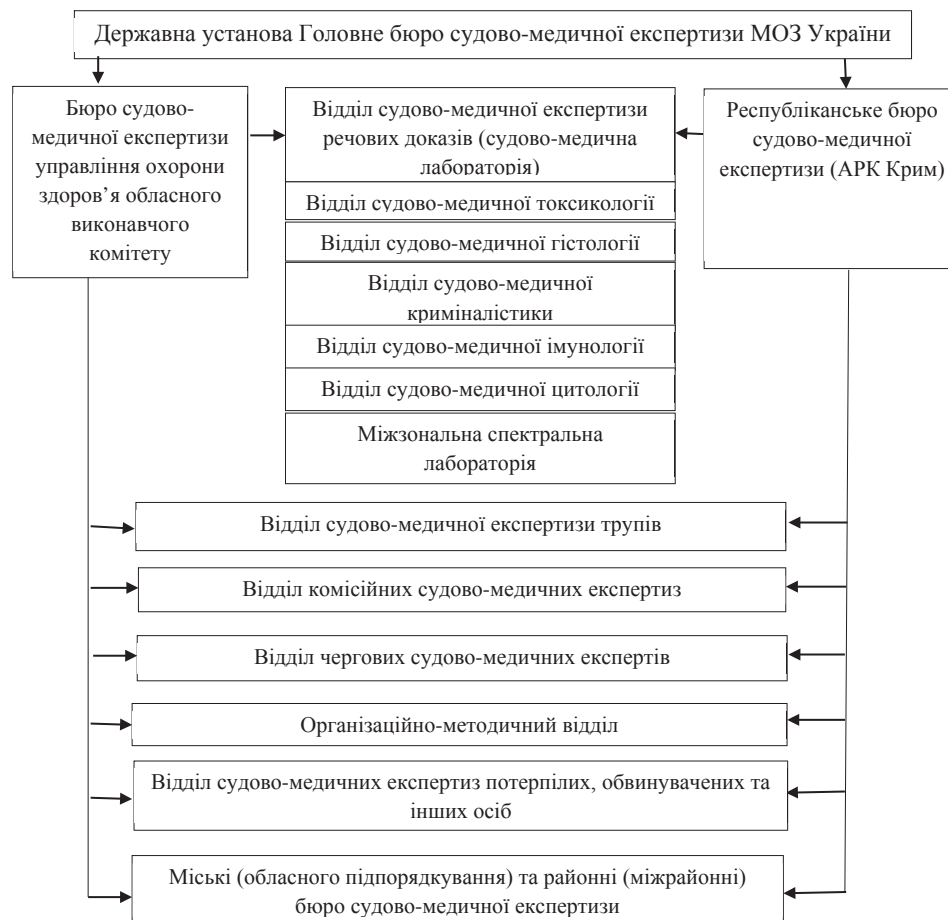 Державна установа Головне бюро судово-медичної експертизи МОЗ України
Бюро судово-
медичної експертизи
управління охорони
здоров’я обласного
виконавчого
комітету
Відділ судово-медичної експертизи
речових доказів (судово-медична
лабораторія)
Республіканське бюро
судово-медичної
експертизи (АРК Крим)
Відділ судово-медичної токсикології
Відділ судово-медичної гістології
Відділ судово-медичної
криміналістики
Відділ судово-медичної імунології
Відділ судово-медичної цитології
Міжзональна спектральна
лабораторія
Відділ судово-медичної експертизи трупів
Відділ комісійних судово-медичних експертиз
Відділ чергових судово-медичних експертів
Організаційно-методичний відділ
Відділ судово-медичних експертиз потерпілих, обвинувачених та
інших осіб
Міські (обласного підпорядкування) та районні (міжрайонні)
бюро судово-медичної експертизи